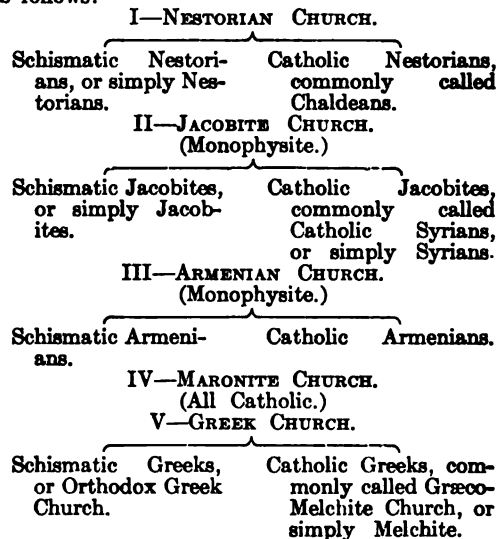 I—Nestorian Church.
Schismatic Nestori-
ans, or simply Nes-
torians.
Catholic Nestorians,
commonly called
Chaldeans.
II—Jacobite Church.
(Monophysite.)
Schismatic Jacobites,
or simply Jacob-
ites.
Catholic Jacobites,
commonly called
Catholic Syrians,
or simply Syrians.
III—Armenian Church.
(Monophysite.)
Schismatic Armeni-
ans.
Catholic Armenians.
IV—Maronite Church.
(All Catholic.)
V—Greek Church.
Schismatic Greeks,
or Orthodox Greek
Church.
Catholic Greeks, com-
monly called Græco-
Melchite Church, or
simply Melchite.